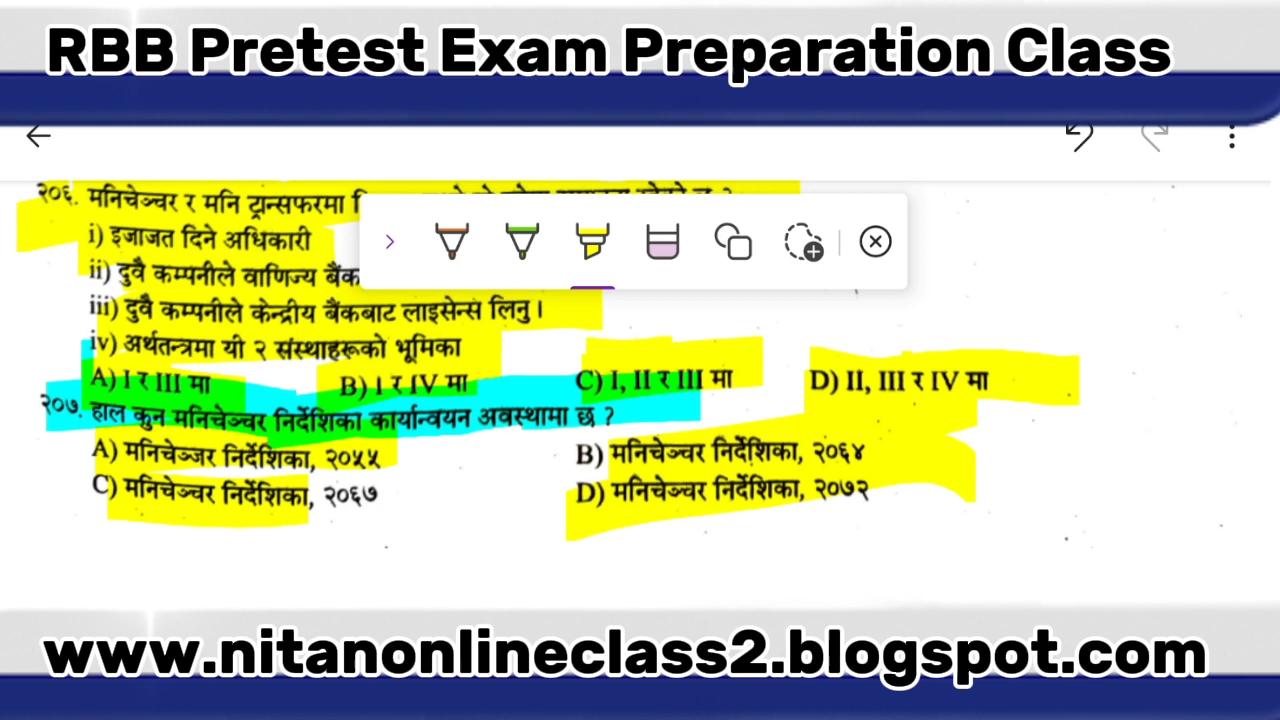 RBB Pretest Exam Preparation Class
२०६. मनिचेञ्चर र मनि ट्रान्सफरमा
i) इजाजत दिने अधिकारी
ii) दुवै कम्पनीले वाणिज्य बैंक
iii) दुवै कम्पनीले केन्द्रीय बैंकबाट लाइसेन्स लिनु ।
iv) अर्थतन्त्रमा यी २ संस्थाहरूको भूमिका
A) I र III मा B) I र IV मा C) I, II र III मा D) II, III र IV मा
२०७. हाल कुन मनिचेञ्चर निर्देशिका कार्यान्वयन अवस्थामा छ ?
A) मनिचेञ्जर निर्देशिका, २०५५ B) मनिचेञ्चर निर्देशिका, २०६४
C) मनिचेञ्चर निर्देशिका, २०६७ D) मनिचेञ्चर निर्देशिका, २०७२
www.nitanonlineclass2.blogspot.com